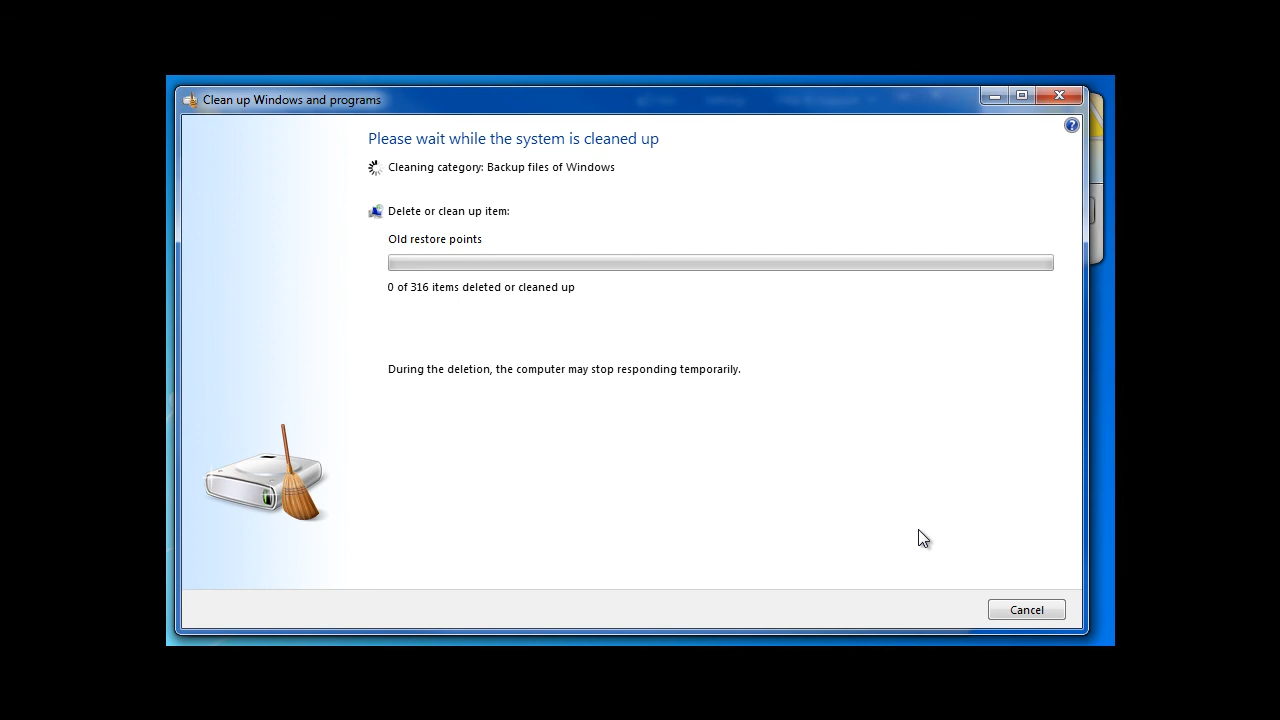 Clean up Windows and programs
Please wait while the system is cleaned up
Cleaning category: Backup files of Windows
Delete or clean up item:
Old restore points
0 of 316 items deleted or cleaned up
During the deletion, the computer may stop responding temporarily.
Cancel